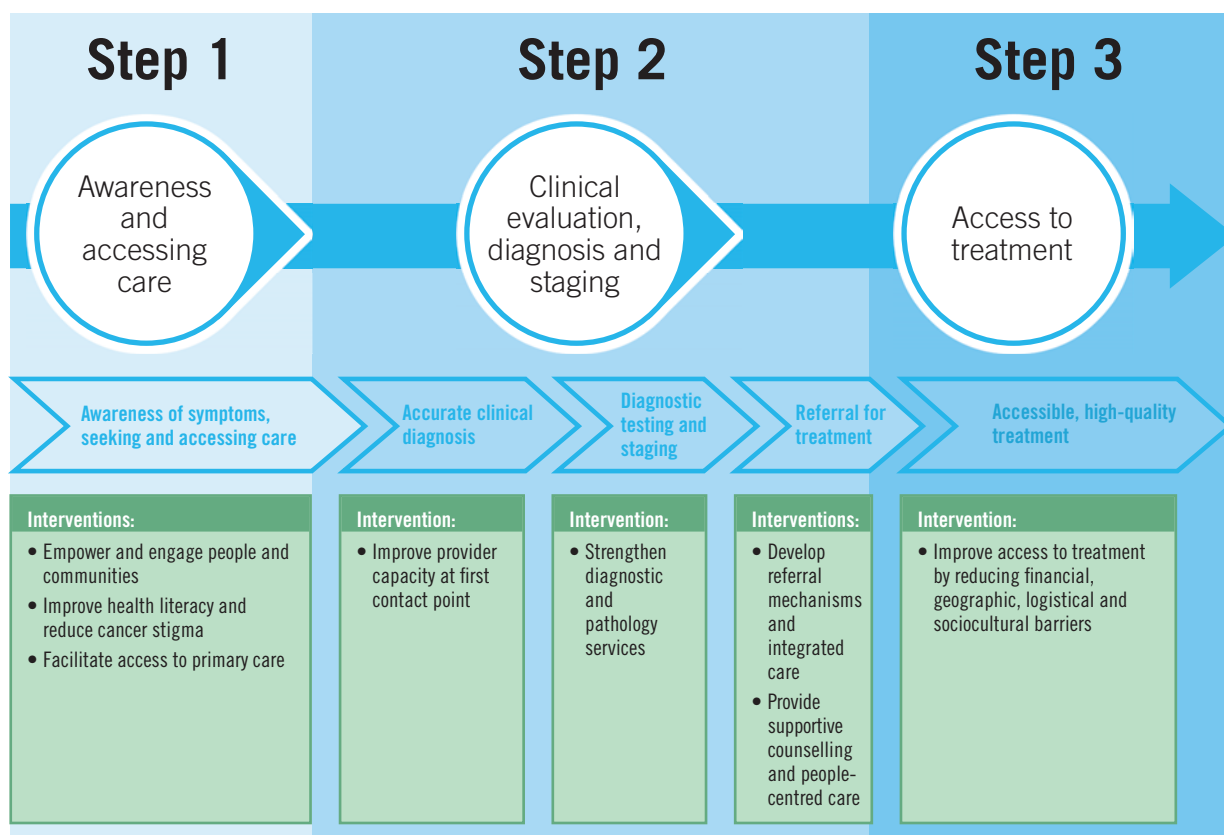 Step 1
Step 2
Step 3
Awareness
and
accessing
care
Clinical
evaluation,
diagnosis and
staging
Access to
treatment
Awareness of symptoms,
seeking and accessing care
Accurate clinical
diagnosis
Diagnostic
testing and
staging
Referral for
treatment
Accessible, high-quality
treatment
Interventions:
• Empower and engage people and
communities
• Improve health literacy and
reduce cancer stigma
• Facilitate access to primary care
Intervention:
• Improve provider
capacity at first
contact point
Intervention:
• Strengthen
diagnostic
and
pathology
services
Interventions:
• Develop
referral
mechanisms
and
integrated
care
• Provide
supportive
counselling
and people-
centred care
Intervention:
• Improve access to treatment
by reducing financial,
geographic, logistical and
sociocultural barriers